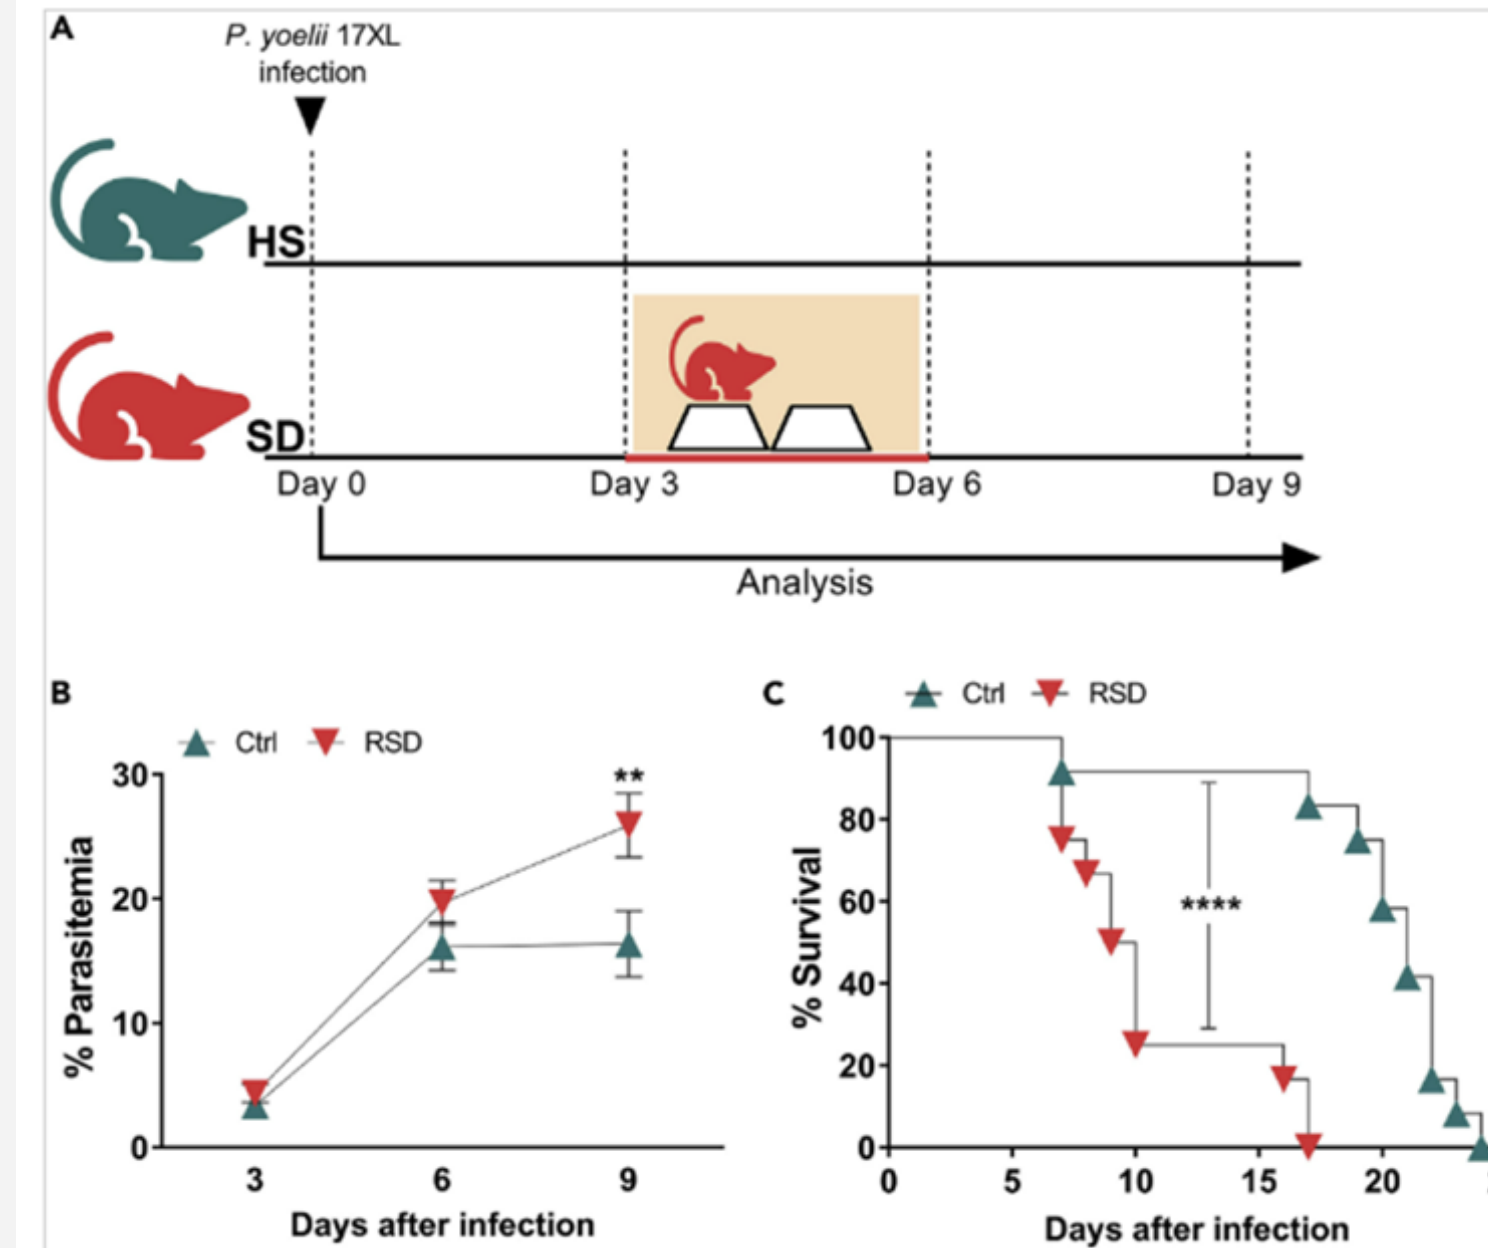 A
P. yoelii 17XL
infection
HS
SD
Day 0
Day 3
Day 6
Day 9
Analysis
B
Ctrl
RSD
30
20
10
0
% Parasitemia
**
3
6
9
Days after infection
C
Ctrl
RSD
100
80
60
40
20
0
% Survival
****
0
5
10
15
20
Days after infection